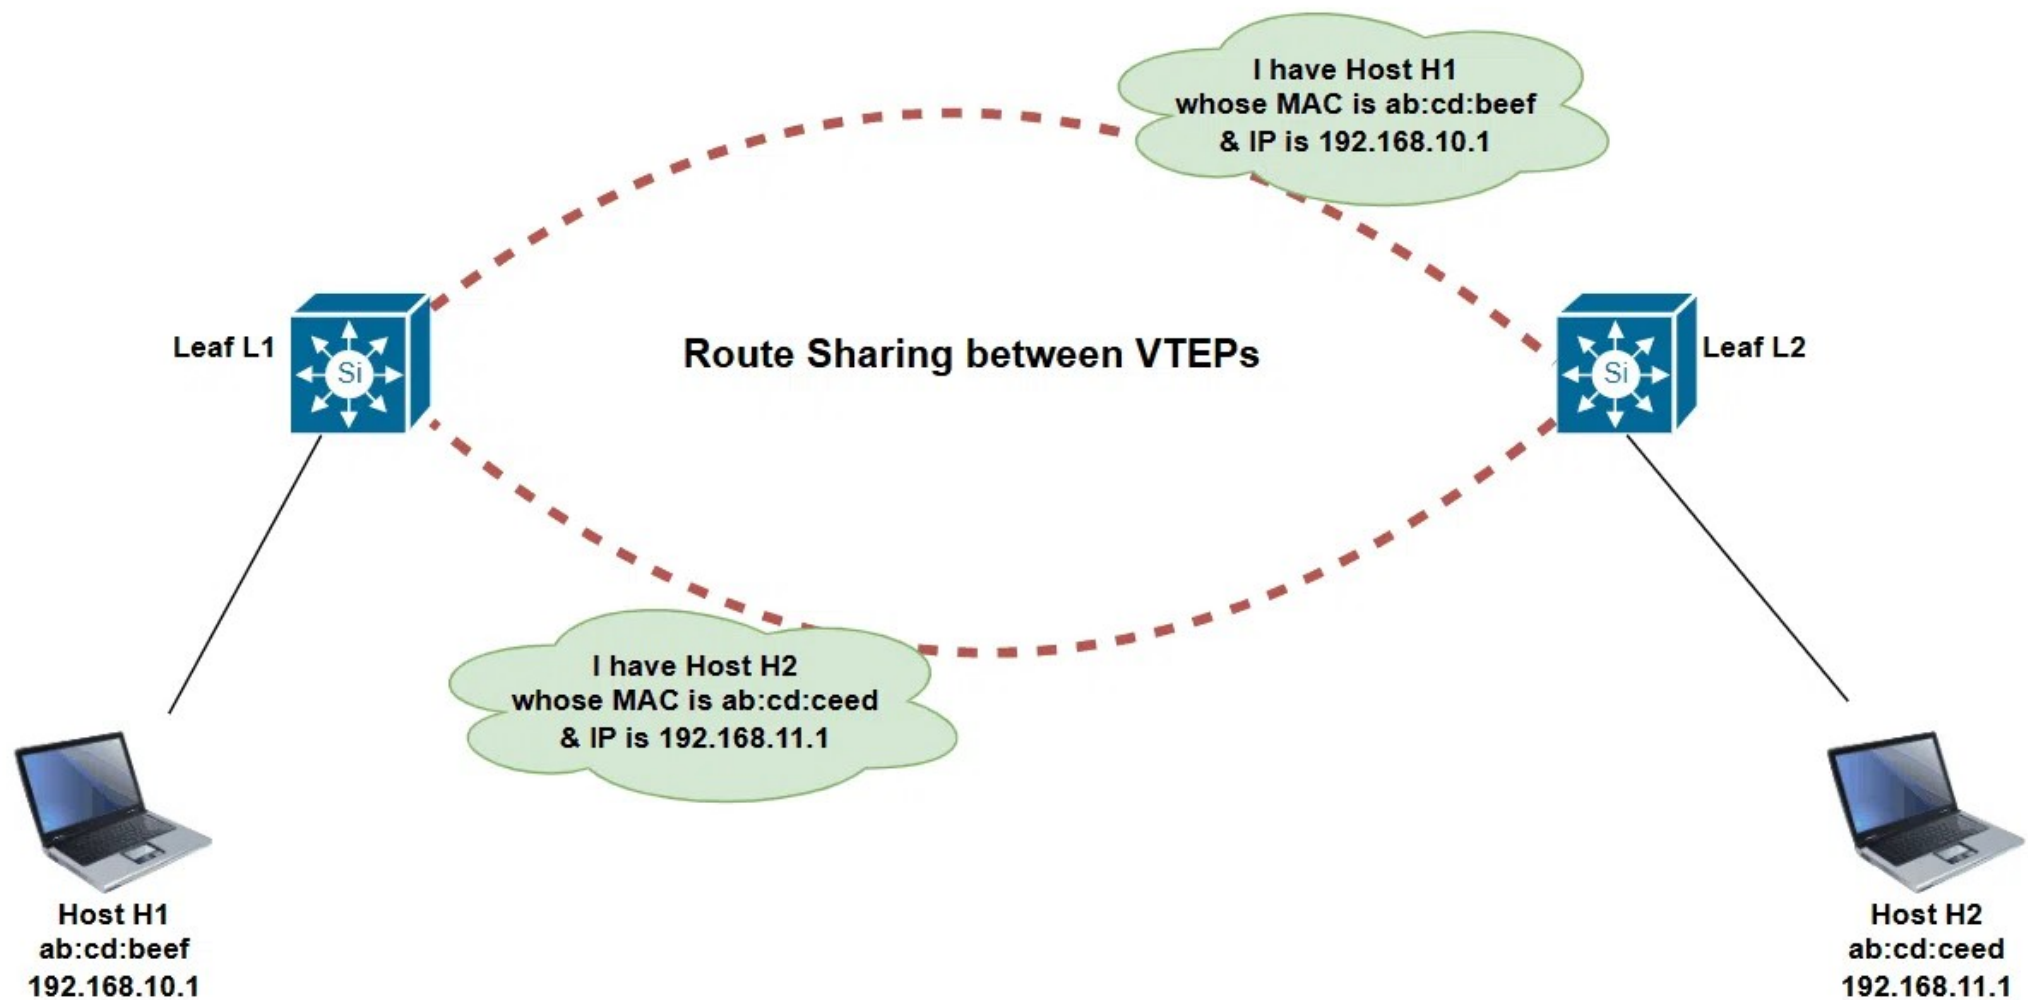 I have Host H1
whose MAC is ab:cd:beef
& IP is 192.168.10.1
Leaf L1
Si
Route Sharing between VTEPs
Si
Leaf L2
I have Host H2
whose MAC is ab:cd:ceed
& IP is 192.168.11.1
Host H1
ab:cd:beef
192.168.10.1
Host H2
ab:cd:ceed
192.168.11.1